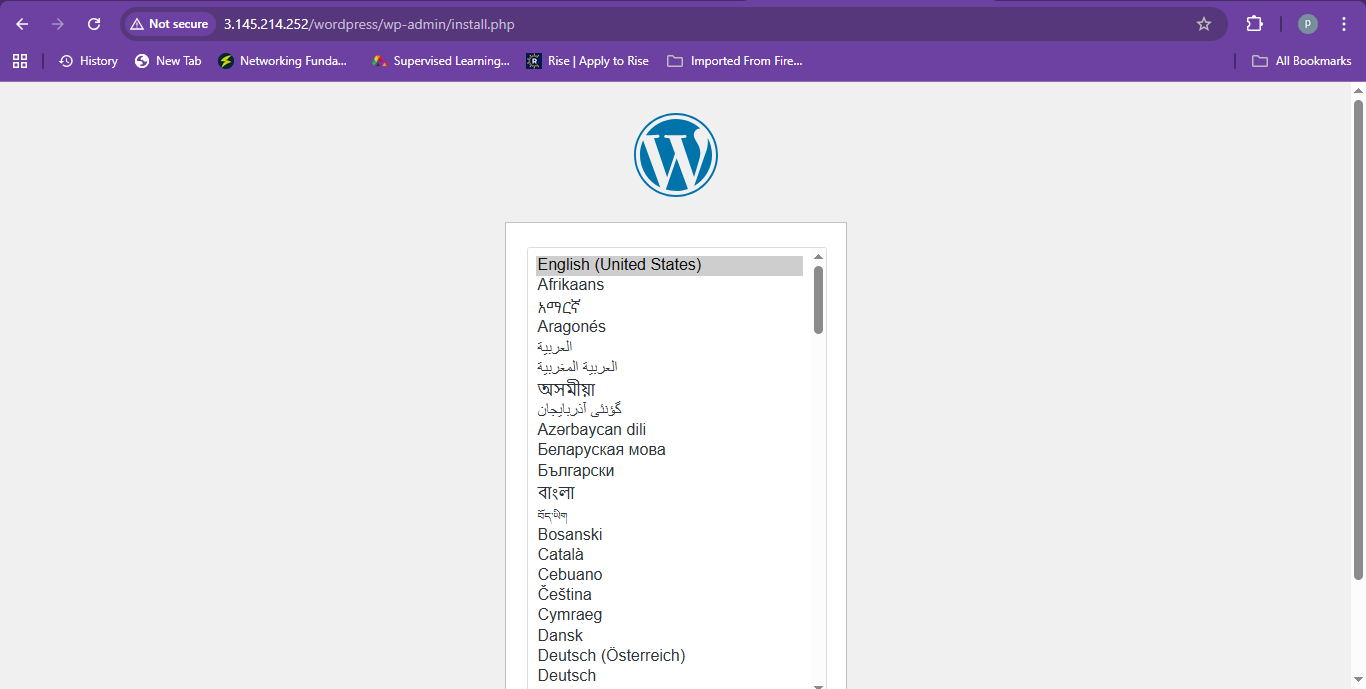 Not secure 3.145.214.252/wordpress/wp-admin/install.php p
History New Tab Networking Funda... Supervised Learning... Rise | Apply to Rise Imported From Fire... All Bookmarks
English (United States)
Afrikaans
አማርኛ
Aragonés
العربية
العربية المغربية
অসমীয়া
گؤنئی آذربایجان
Azərbaycan dili
Беларуская мова
Български
বাংলা
བོད་ཡིག
Bosanski
Català
Cebuano
Čeština
Cymraeg
Dansk
Deutsch (Österreich)
Deutsch